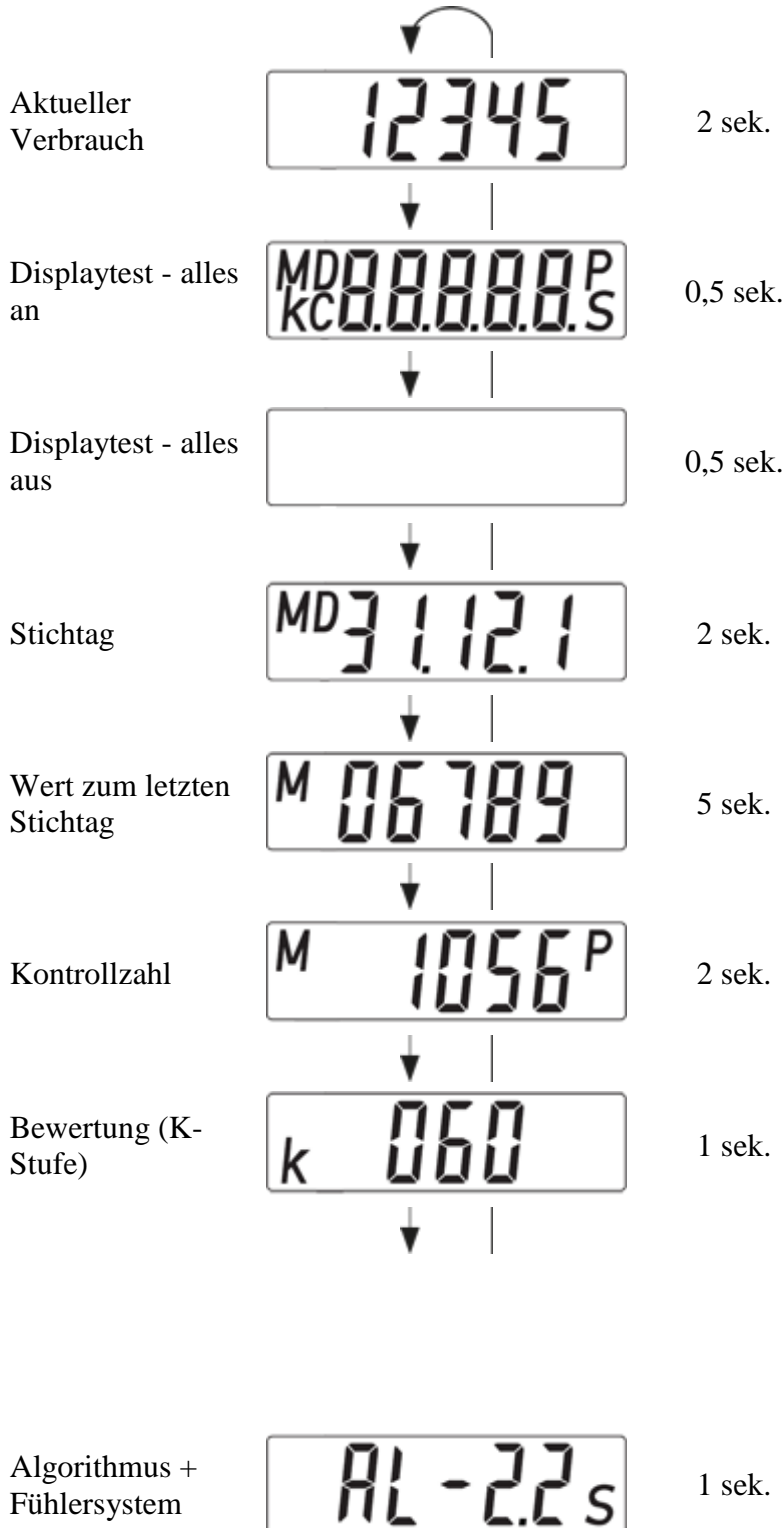 Aktueller
Verbrauch
12345
2 sek.
Displaytest - alles
an
MD
kC
8.8.8.8.8.
P
S
0,5 sek.
Displaytest - alles
aus
0,5 sek.
Stichtag
MD 31.12.1
2 sek.
Wert zum letzten
Stichtag
M 06789
5 sek.
Kontrollzahl
M 1056 P
2 sek.
Bewertung (K-
Stufe)
k 060
1 sek.
Algorithmus +
Fühlersystem
AL-2.2 s
1 sek.